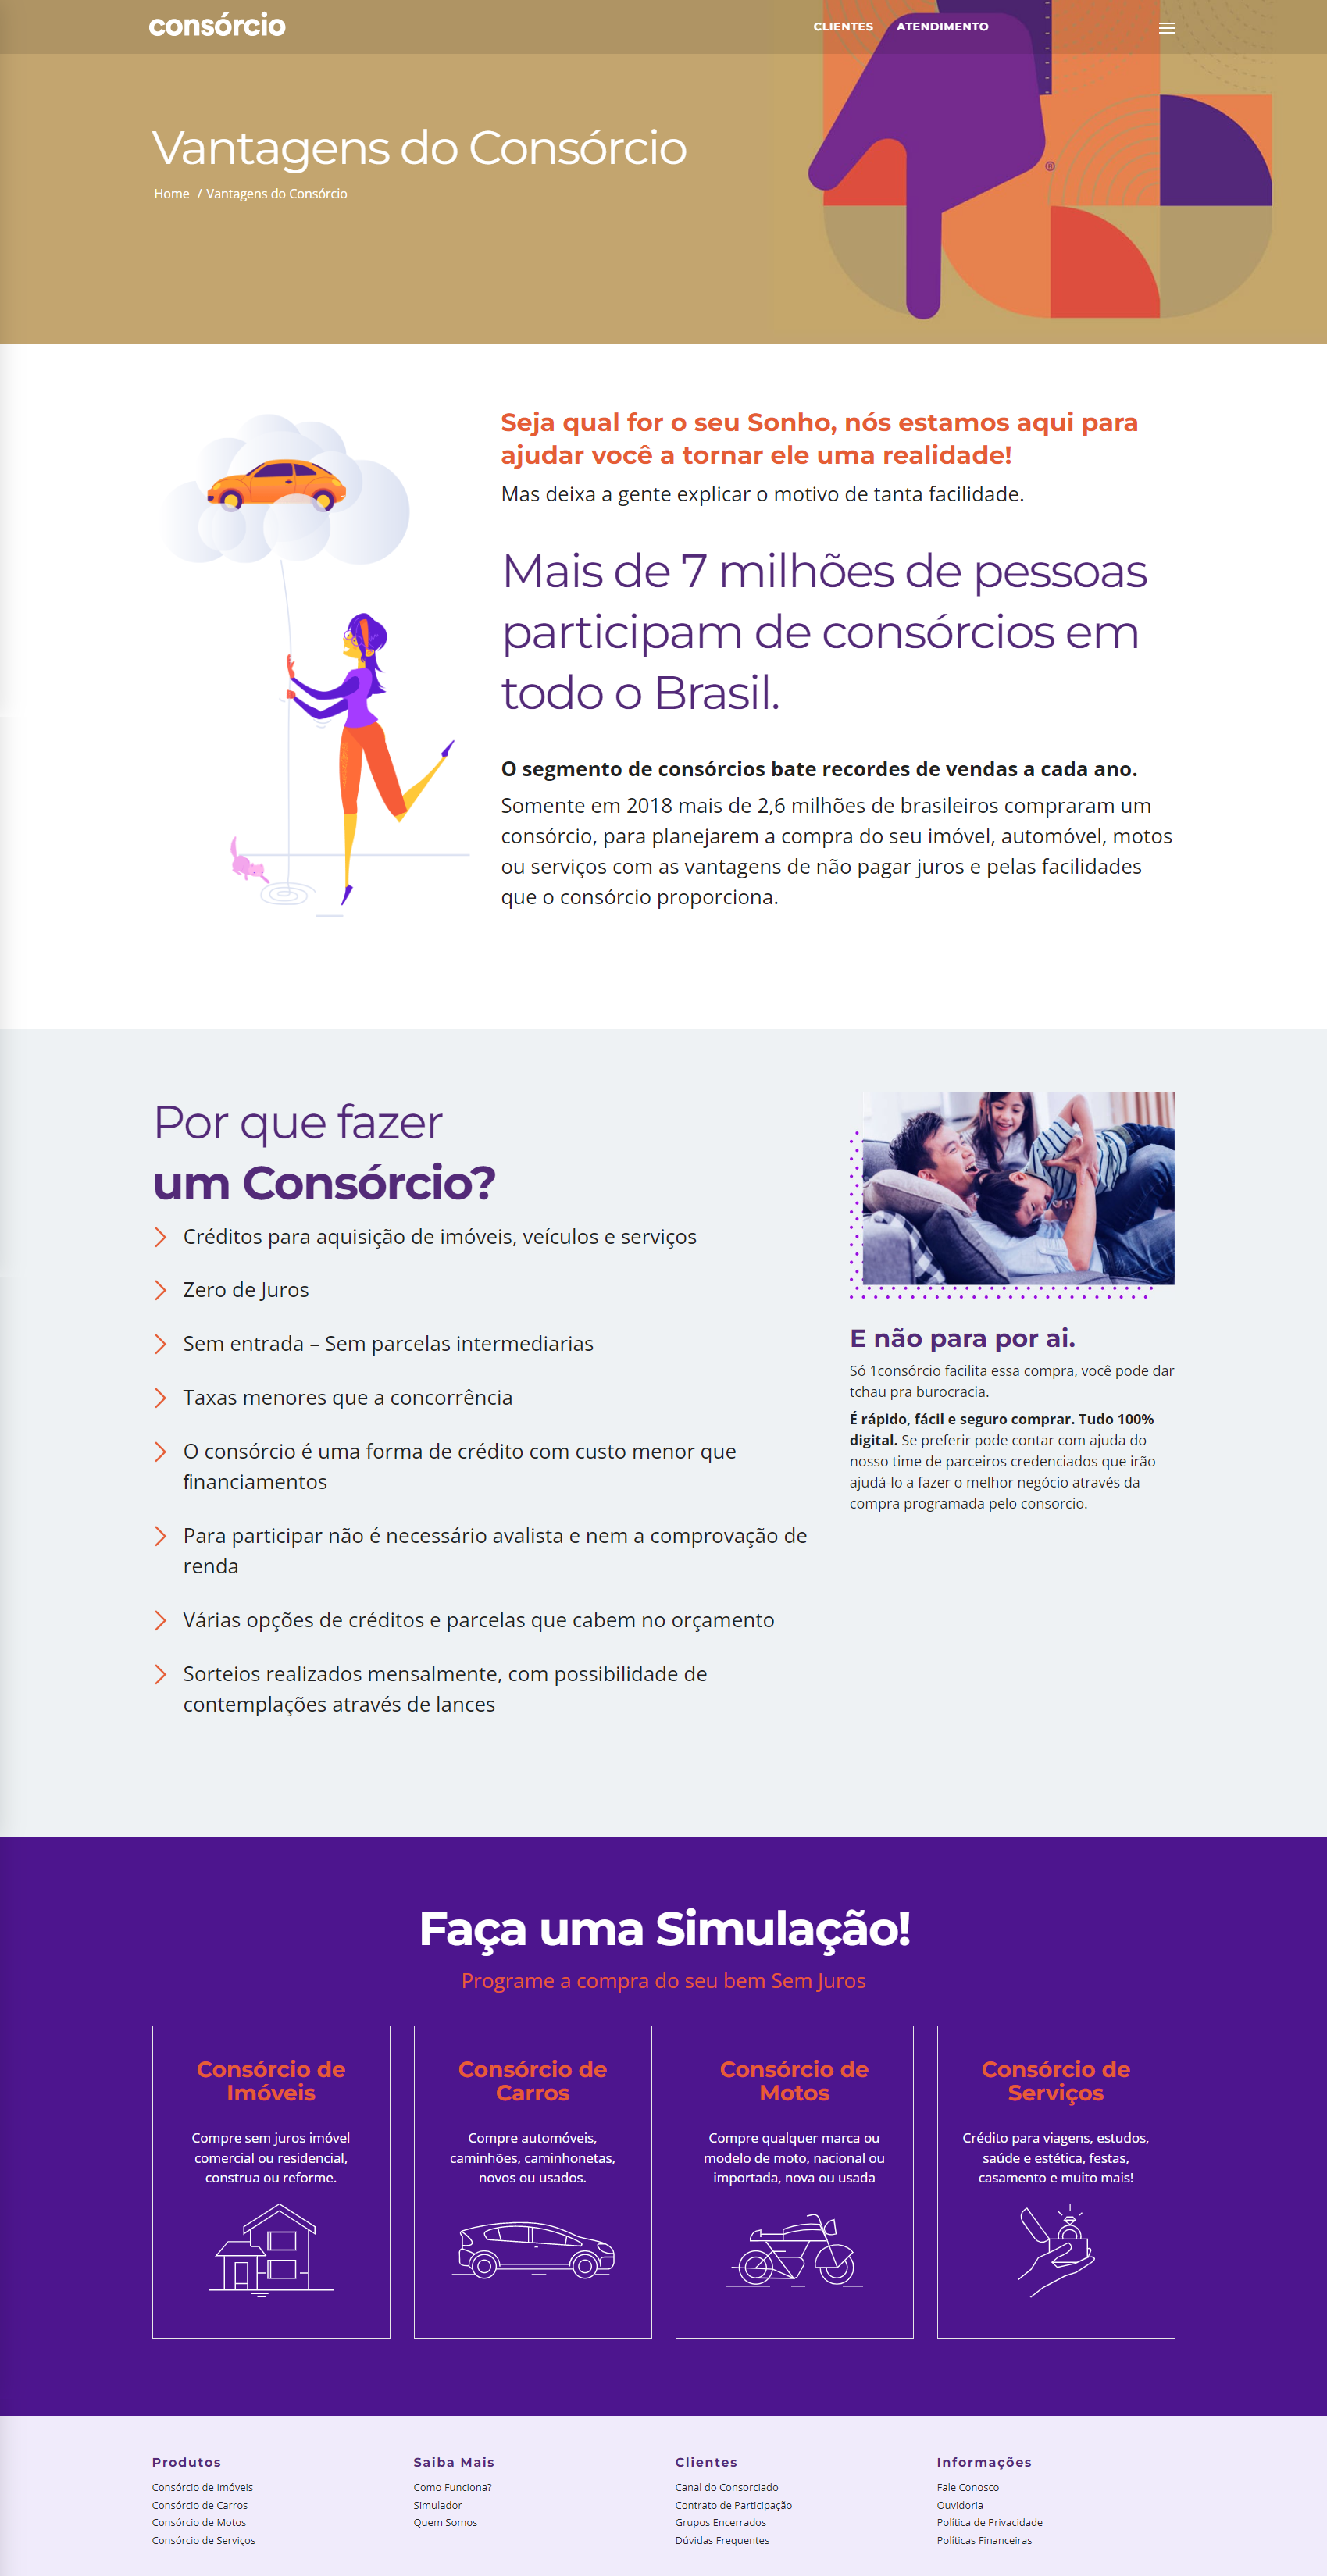 consórcio
CLIENTES
ATENDIMENTO
Vantagens do Consórcio
Home / Vantagens do Consórcio
®
Seja qual for o seu Sonho, nós estamos aqui para
ajudar você a tornar ele uma realidade!
Mas deixa a gente explicar o motivo de tanta facilidade.
Mais de 7 milhões de pessoas
participam de consórcios em
todo o Brasil.
O segmento de consórcios bate recordes de vendas a cada ano.
Somente em 2018 mais de 2,6 milhões de brasileiros compraram um
consórcio, para planejarem a compra do seu imóvel, automóvel, motos
ou serviços com as vantagens de não pagar juros e pelas facilidades
que o consórcio proporciona.
Por que fazer
um Consórcio?
Créditos para aquisição de imóveis, veículos e serviços
Zero de Juros
Sem entrada – Sem parcelas intermediarias
Taxas menores que a concorrência
O consórcio é uma forma de crédito com custo menor que
financiamentos
Para participar não é necessário avalista e nem a comprovação de
renda
Várias opções de créditos e parcelas que cabem no orçamento
Sorteios realizados mensalmente, com possibilidade de
contemplações através de lances
E não para por ai.
Só 1consórcio facilita essa compra, você pode dar
tchau pra burocracia.
É rápido, fácil e seguro comprar. Tudo 100%
digital. Se preferir pode contar com ajuda do
nosso time de parceiros credenciados que irão
ajudá-lo a fazer o melhor negócio através da
compra programada pelo consorcio.
Faça uma Simulação!
Programe a compra do seu bem Sem Juros
Consórcio de
Imóveis
Compre sem juros imóvel
comercial ou residencial,
construa ou reforme.
Consórcio de
Carros
Compre automóveis,
caminhões, caminhonetas,
novos ou usados.
Consórcio de
Motos
Compre qualquer marca ou
modelo de moto, nacional ou
importada, nova ou usada
Consórcio de
Serviços
Crédito para viagens, estudos,
saúde e estética, festas,
casamento e muito mais!
Produtos
Consórcio de Imóveis
Consórcio de Carros
Consórcio de Motos
Consórcio de Serviços
Saiba Mais
Como Funciona?
Simulador
Quem Somos
Clientes
Canal do Consorciado
Contrato de Participação
Grupos Encerrados
Dúvidas Frequentes
Informações
Fale Conosco
Ouvidoria
Política de Privacidade
Políticas Financeiras